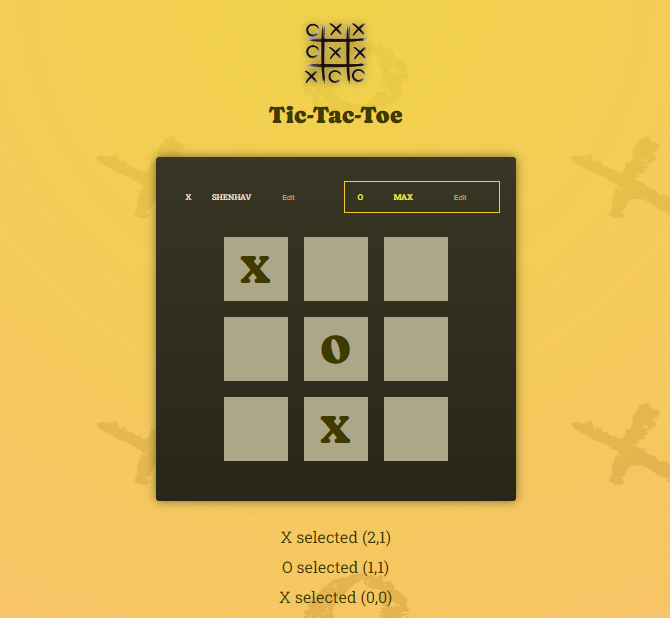 Tic-Tac-Toe
X SHENHAV Edit O MAX Edit
X
O
X
X selected (2,1)
O selected (1,1)
X selected (0,0)